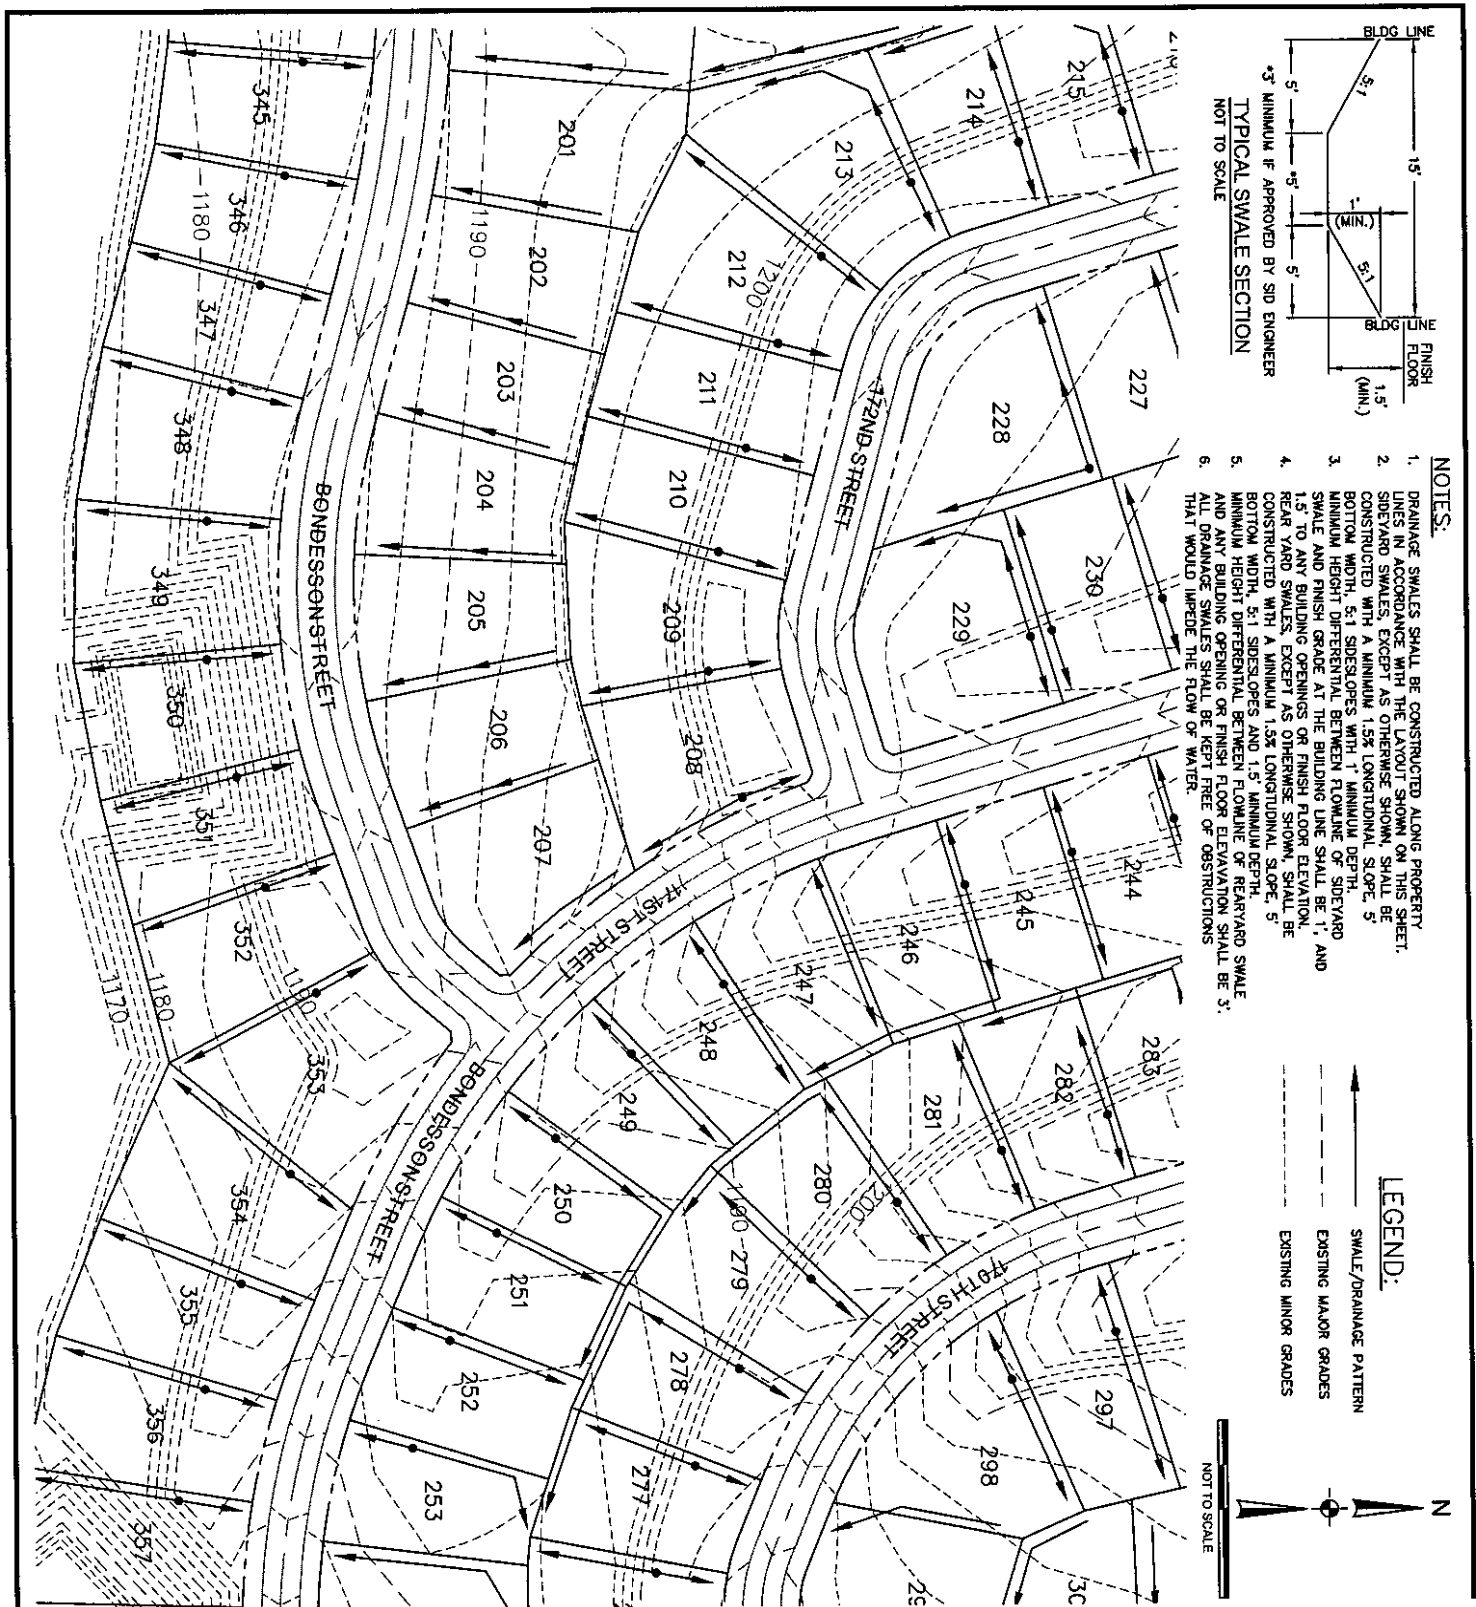 BLDG LINE
15'
BLDG LINE
FINISH
FLOOR
5:1
1'
(MIN.)
5:1
1.5'
(MIN.)
5'
*5'
5'
*3' MINIMUM IF APPROVED BY SID ENGINEER
TYPICAL SWALE SECTION
NOT TO SCALE
NOTES:
1. DRAINAGE SWALES SHALL BE CONSTRUCTED ALONG PROPERTY
LINES IN ACCORDANCE WITH THE LAYOUT SHOWN ON THIS SHEET.
2. SIDEYARD SWALES, EXCEPT AS OTHERWISE SHOWN, SHALL BE
CONSTRUCTED WITH A MINIMUM 1.5% LONGITUDINAL SLOPE, 5'
BOTTOM WIDTH, 5:1 SIDESLOPES WITH 1' MINIMUM DEPTH.
3. MINIMUM HEIGHT DIFFERENTIAL BETWEEN FLOWLINE OF SIDEYARD
SWALE AND FINISH GRADE AT THE BUILDING LINE SHALL BE 1', AND
1.5' TO ANY BUILDING OPENINGS OR FINISH FLOOR ELEVATION.
4. REAR YARD SWALES, EXCEPT AS OTHERWISE SHOWN, SHALL BE
CONSTRUCTED WITH A MINIMUM 1.5% LONGITUDINAL SLOPE, 5'
BOTTOM WIDTH, 5:1 SIDESLOPES AND 1.5' MINIMUM DEPTH.
5. MINIMUM HEIGHT DIFFERENTIAL BETWEEN FLOWLINE OF REARYARD SWALE
AND ANY BUILDING OPENING OR FINISH FLOOR ELEVAVATION SHALL BE 3'.
6. ALL DRAINAGE SWALES SHALL BE KEPT FREE OF OBSTRUCTIONS
THAT WOULD IMPEDE THE FLOW OF WATER.
LEGEND:
SWALE/DRAINAGE PATTERN
EXISTING MAJOR GRADES
EXISTING MINOR GRADES
N
NOT TO SCALE
215
227
244
283
297
214
228
230
245
282
298
213
229
246
281
172ND STREET
170TH STREET
212
1200
211
210
209
208
247
280
1200
248
1190
279
171ST STREET
249
278
201
202
203
204
205
206
207
250
251
277
1190
252
253
BONDESSON STREET
BONDESSON STREET
345
346
347
348
349
350
351
352
1190
353
354
355
356
357
1180
1180
1170